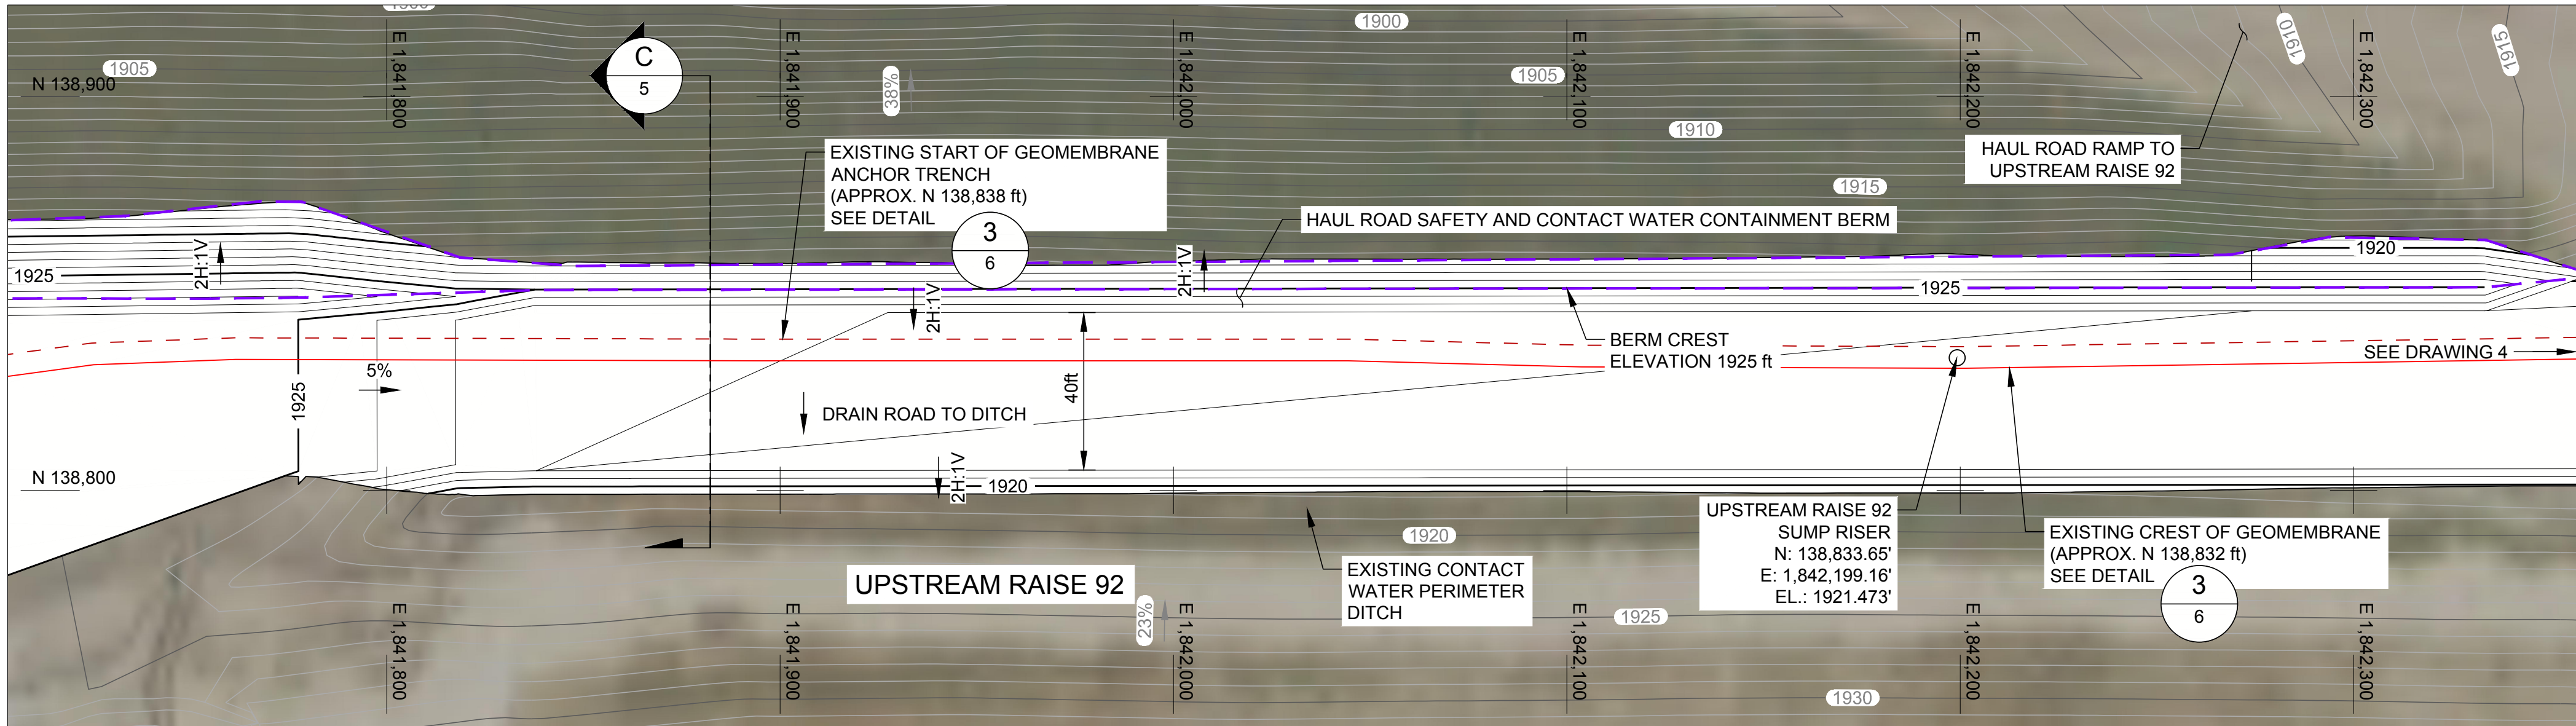 1900
1900
E 1,841,800
E 1,841,900
E 1,842,000
E 1,842,100
E 1,842,200
E 1,842,300
1910
1915
C
5
1905
N 138,900
38%
1905
1910
HAUL ROAD RAMP TO
UPSTREAM RAISE 92
EXISTING START OF GEOMEMBRANE
ANCHOR TRENCH
(APPROX. N 138,838 ft)
SEE DETAIL
3
6
1915
HAUL ROAD SAFETY AND CONTACT WATER CONTAINMENT BERM
1920
2H:1V
2H:1V
1925
2H:1V
1925
BERM CREST
ELEVATION 1925 ft
SEE DRAWING 4
5%
1925
40ft
DRAIN ROAD TO DITCH
N 138,800
2H:1V
1920
UPSTREAM RAISE 92
SUMP RISER
N: 138,833.65'
E: 1,842,199.16'
EL.: 1921.473'
EXISTING CREST OF GEOMEMBRANE
(APPROX. N 138,832 ft)
SEE DETAIL
3
6
1920
EXISTING CONTACT
WATER PERIMETER
DITCH
UPSTREAM RAISE 92
23%
1925
E 1,841,800
E 1,841,900
E 1,842,000
E 1,842,100
E 1,842,200
E 1,842,300
1930